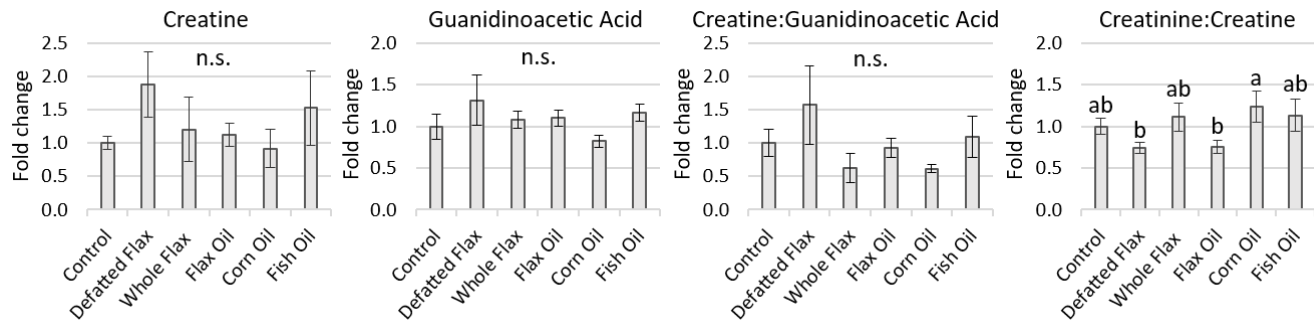 Creatine
Fold change
2.5
2.0
1.5
1.0
0.5
0.0
n.s.
Control
Defatted Flax
Whole Flax
Flax Oil
Corn Oil
Fish Oil
Guanidinoacetic Acid
Fold change
2.0
1.5
1.0
0.5
0.0
n.s.
Control
Defatted Flax
Whole Flax
Flax Oil
Corn Oil
Fish Oil
Creatine:Guanidinoacetic Acid
Fold change
2.5
2.0
1.5
1.0
0.5
0.0
n.s.
Control
Defatted Flax
Whole Flax
Flax Oil
Corn Oil
Fish Oil
Creatinine:Creatine
Fold change
2.0
1.5
1.0
0.5
0.0
ab
b
ab
b
a
ab
Control
Defatted Flax
Whole Flax
Flax Oil
Corn Oil
Fish Oil